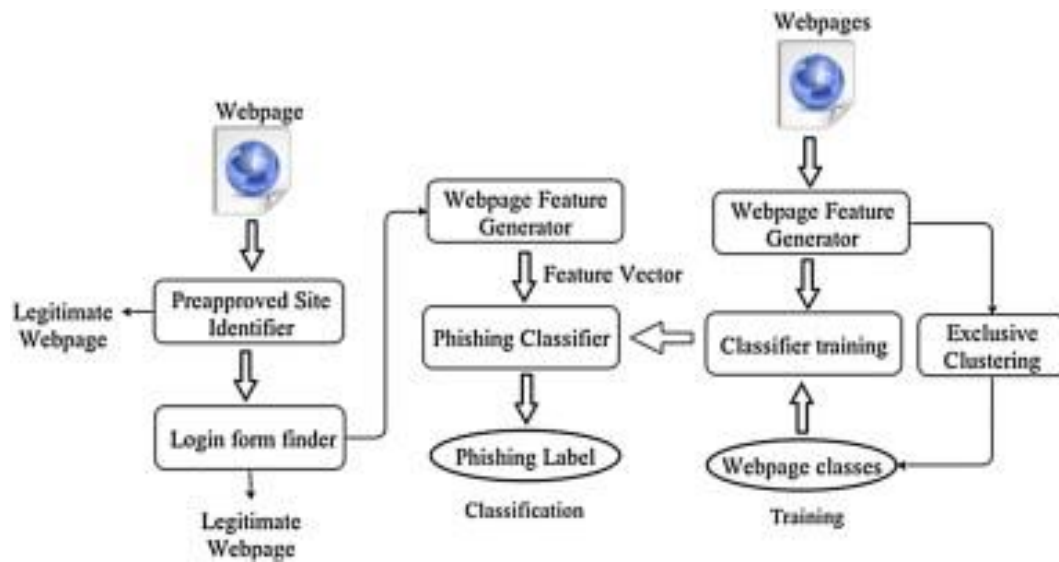 Webpage
Preapproved Site
Identifier
Legitimate
Webpage
Login form finder
Legitimate
Webpage
Webpage Feature
Generator
Feature Vector
Phishing Classifier
Phishing Label
Classification
Webpages
Webpage Feature
Generator
Classifier training
Exclusive
Clustering
Webpage classes
Training